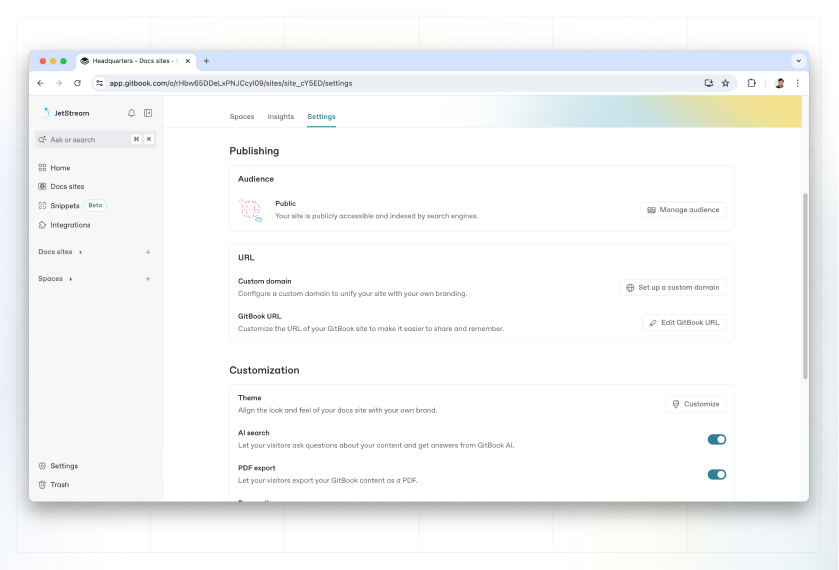 Headquarters - Docs sites -
app.gitbook.com/o/rHbw65DDeLxPNJCcyl09/sites/site_cY5ED/settings
JetStream
Ask or search
⌘ K
Home
Docs sites
Snippets Beta
Integrations
Docs sites
Spaces
Settings
Trash
Spaces Insights Settings
Publishing
Audience
Public
Your site is publicly accessible and indexed by search engines.
Manage audience
URL
Custom domain
Configure a custom domain to unify your site with your own branding.
Set up a custom domain
GitBook URL
Customize the URL of your GitBook site to make it easier to share and remember.
Edit GitBook URL
Customization
Theme
Align the look and feel of your docs site with your own brand.
Customize
AI search
Let your visitors ask questions about your content and get answers from GitBook AI.
PDF export
Let your visitors export your GitBook content as a PDF.